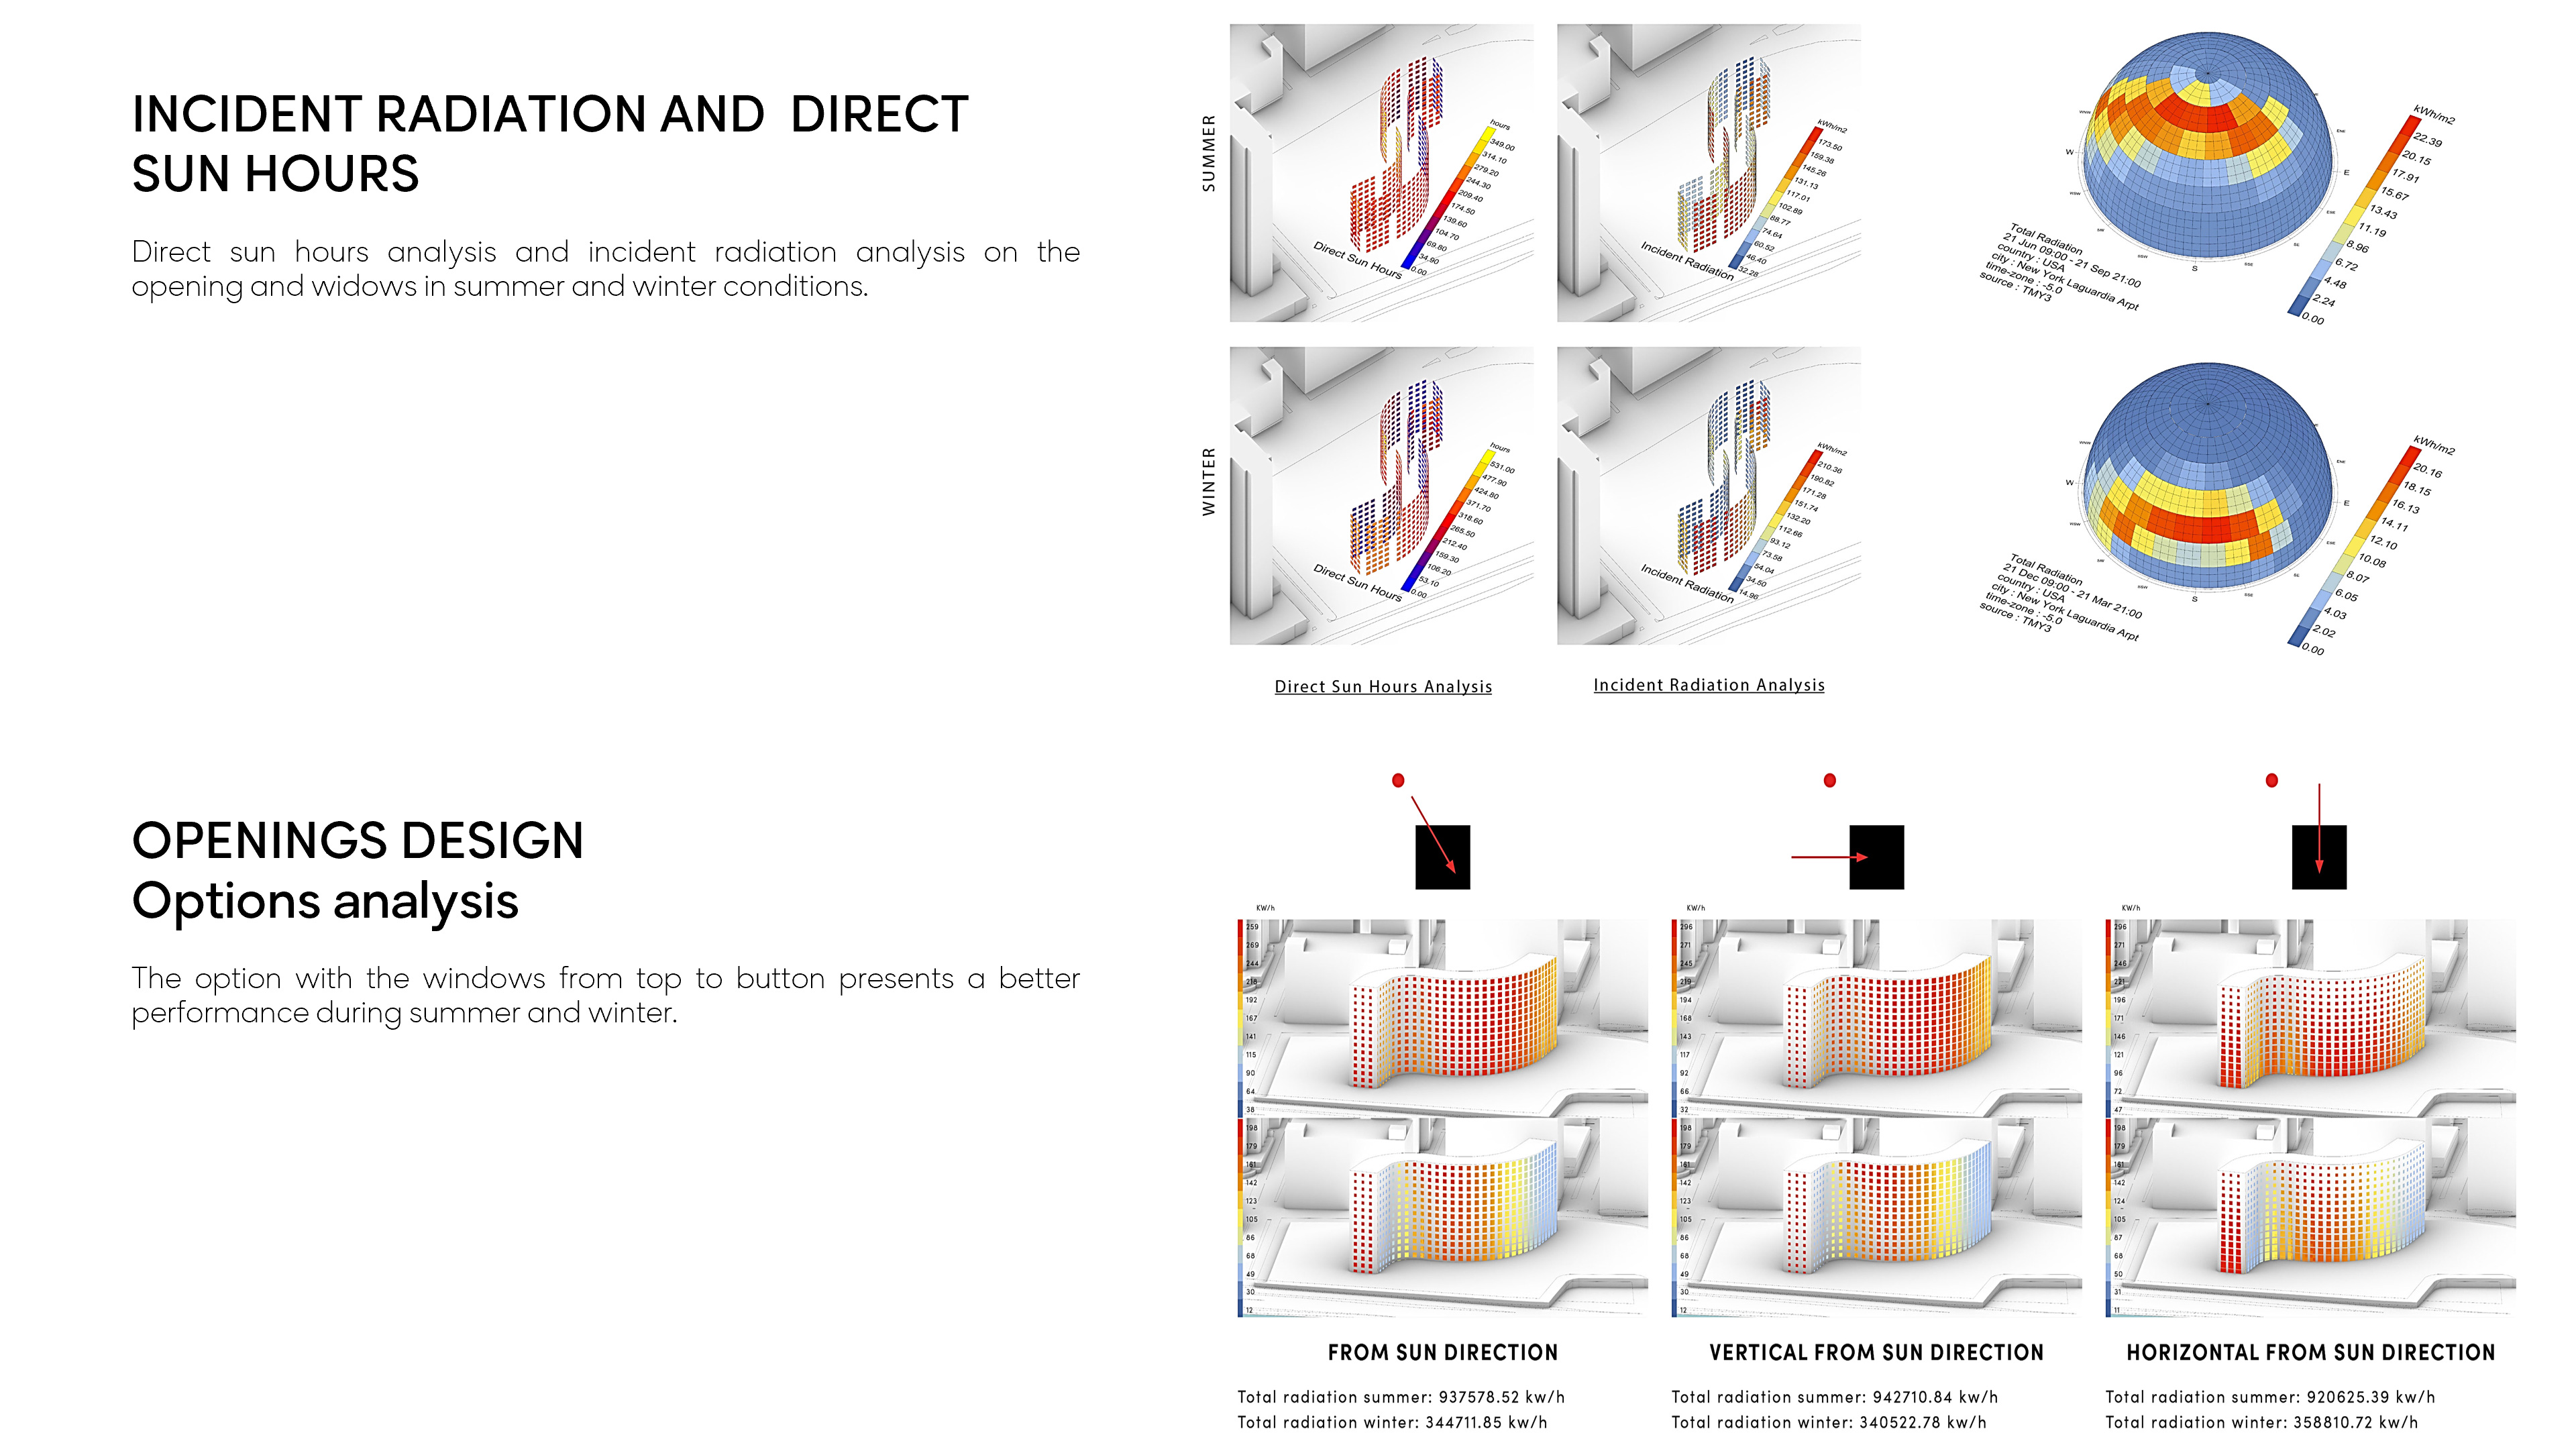 INCIDENT RADIATION AND DIRECT
SUN HOURS
Direct sun hours analysis and incident radiation analysis on the
opening and widows in summer and winter conditions.
SUMMER
hours
349.00
314.10
279.20
244.30
209.40
174.50
139.60
104.70
69.80
34.90
0.00
Direct Sun Hours
kWh/m2
173.50
159.38
145.26
131.13
117.01
102.89
88.77
74.64
60.52
46.40
32.28
Incident Radiation
W
E
S
kWh/m2
22.39
20.15
17.91
15.67
13.43
11.19
8.96
6.72
4.48
2.24
0.00
Total Radiation
21 Jun 09:00 - 21 Sep 21:00
country : USA
city : New York Laguardia Arpt
time-zone : -5.0
source : TMY3
WINTER
hours
531.00
477.90
424.80
371.70
318.60
265.50
212.40
159.30
106.20
53.10
0.00
Direct Sun Hours
kWh/m2
210.36
190.82
171.28
151.74
132.20
112.66
93.12
73.58
54.04
34.50
14.96
Incident Radiation
W
E
S
kWh/m2
20.16
18.15
16.13
14.11
12.10
10.08
8.07
6.05
4.03
2.02
0.00
Total Radiation
21 Dec 09:00 - 21 Mar 21:00
country : USA
city : New York Laguardia Arpt
time-zone : -5.0
source : TMY3
Direct Sun Hours Analysis
Incident Radiation Analysis
OPENINGS DESIGN
Options analysis
The option with the windows from top to button presents a better
performance during summer and winter.
KW/h
259
269
244
218
192
167
141
115
90
64
38
198
179
161
142
123
105
86
68
49
30
12
FROM SUN DIRECTION
Total radiation summer: 937578.52 kw/h
Total radiation winter: 344711.85 kw/h
KW/h
296
271
245
219
194
168
143
117
92
66
32
198
179
161
142
123
105
86
68
49
30
12
VERTICAL FROM SUN DIRECTION
Total radiation summer: 942710.84 kw/h
Total radiation winter: 340522.78 kw/h
KW/h
296
271
246
221
196
171
146
121
96
72
47
198
179
161
142
124
105
87
68
50
31
11
HORIZONTAL FROM SUN DIRECTION
Total radiation summer: 920625.39 kw/h
Total radiation winter: 358810.72 kw/h